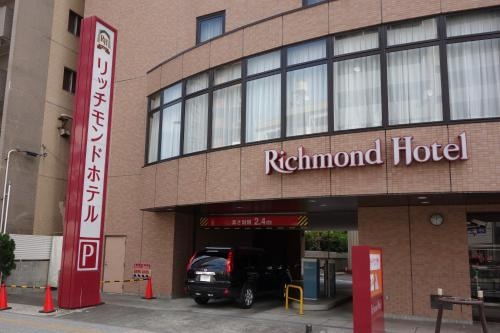 リッチモンドホテル
P
Richmond Hotel
高さ制限 2.4m